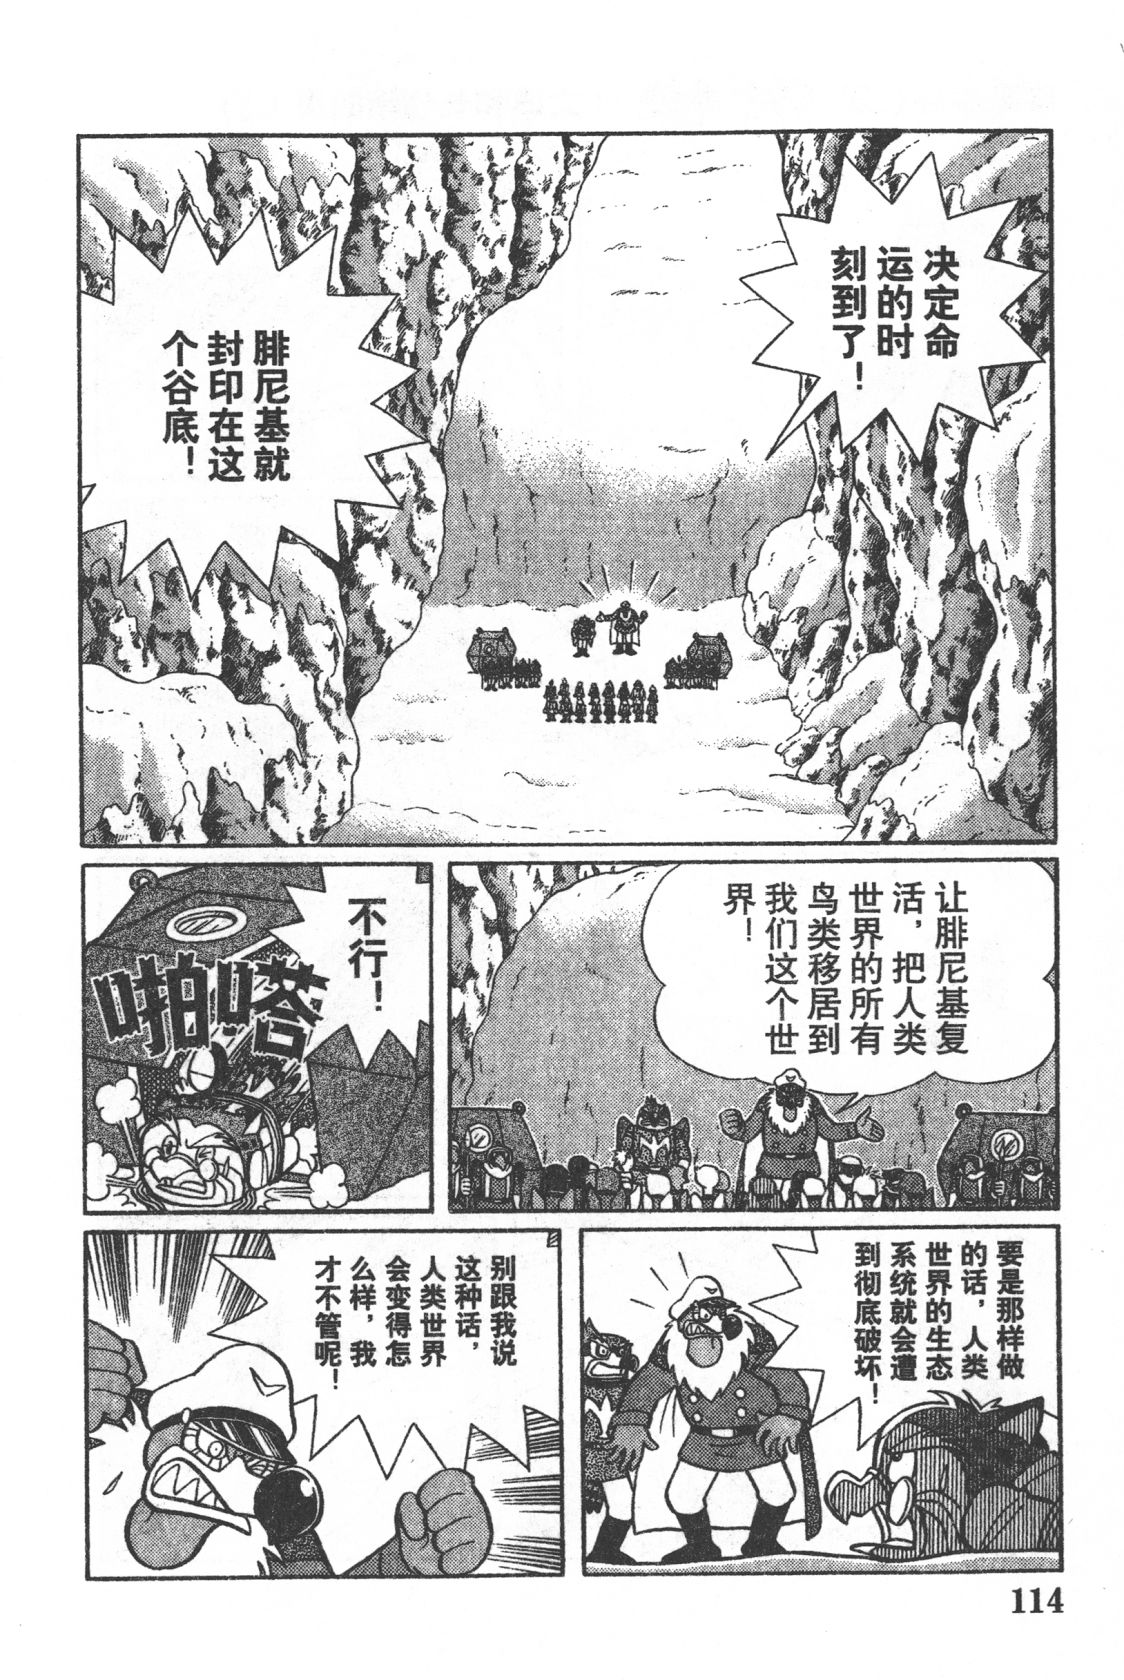 决定命
运的时
刻到了！
腓尼基就
封印在这
个谷底！
让腓尼基复
活，把人类
世界的所有
鸟类移居到
我们这个世
界！
不行！
啪嗒
要是那样做
的话，人类
世界的生态
系统就会遭
到彻底破坏！
别跟我说
这种话，
人类世界
会变得怎
么样，我
才不管呢！
114